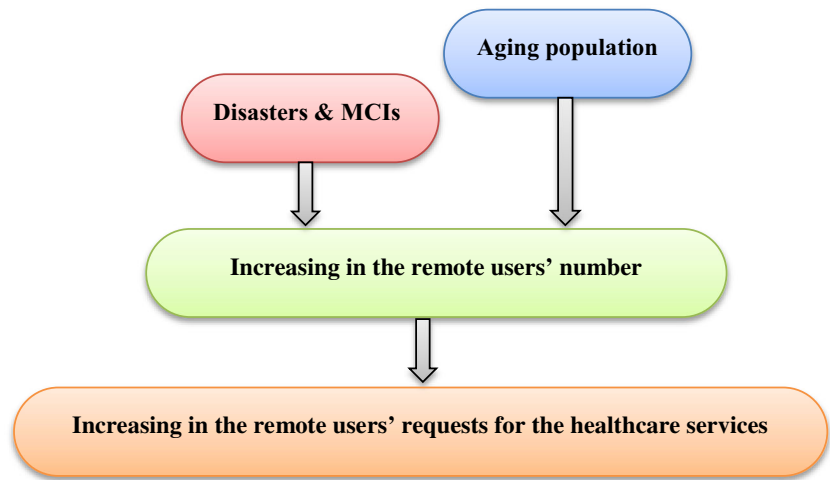 Aging population
Disasters & MCIs
Increasing in the remote users’ number
Increasing in the remote users’ requests for the healthcare services